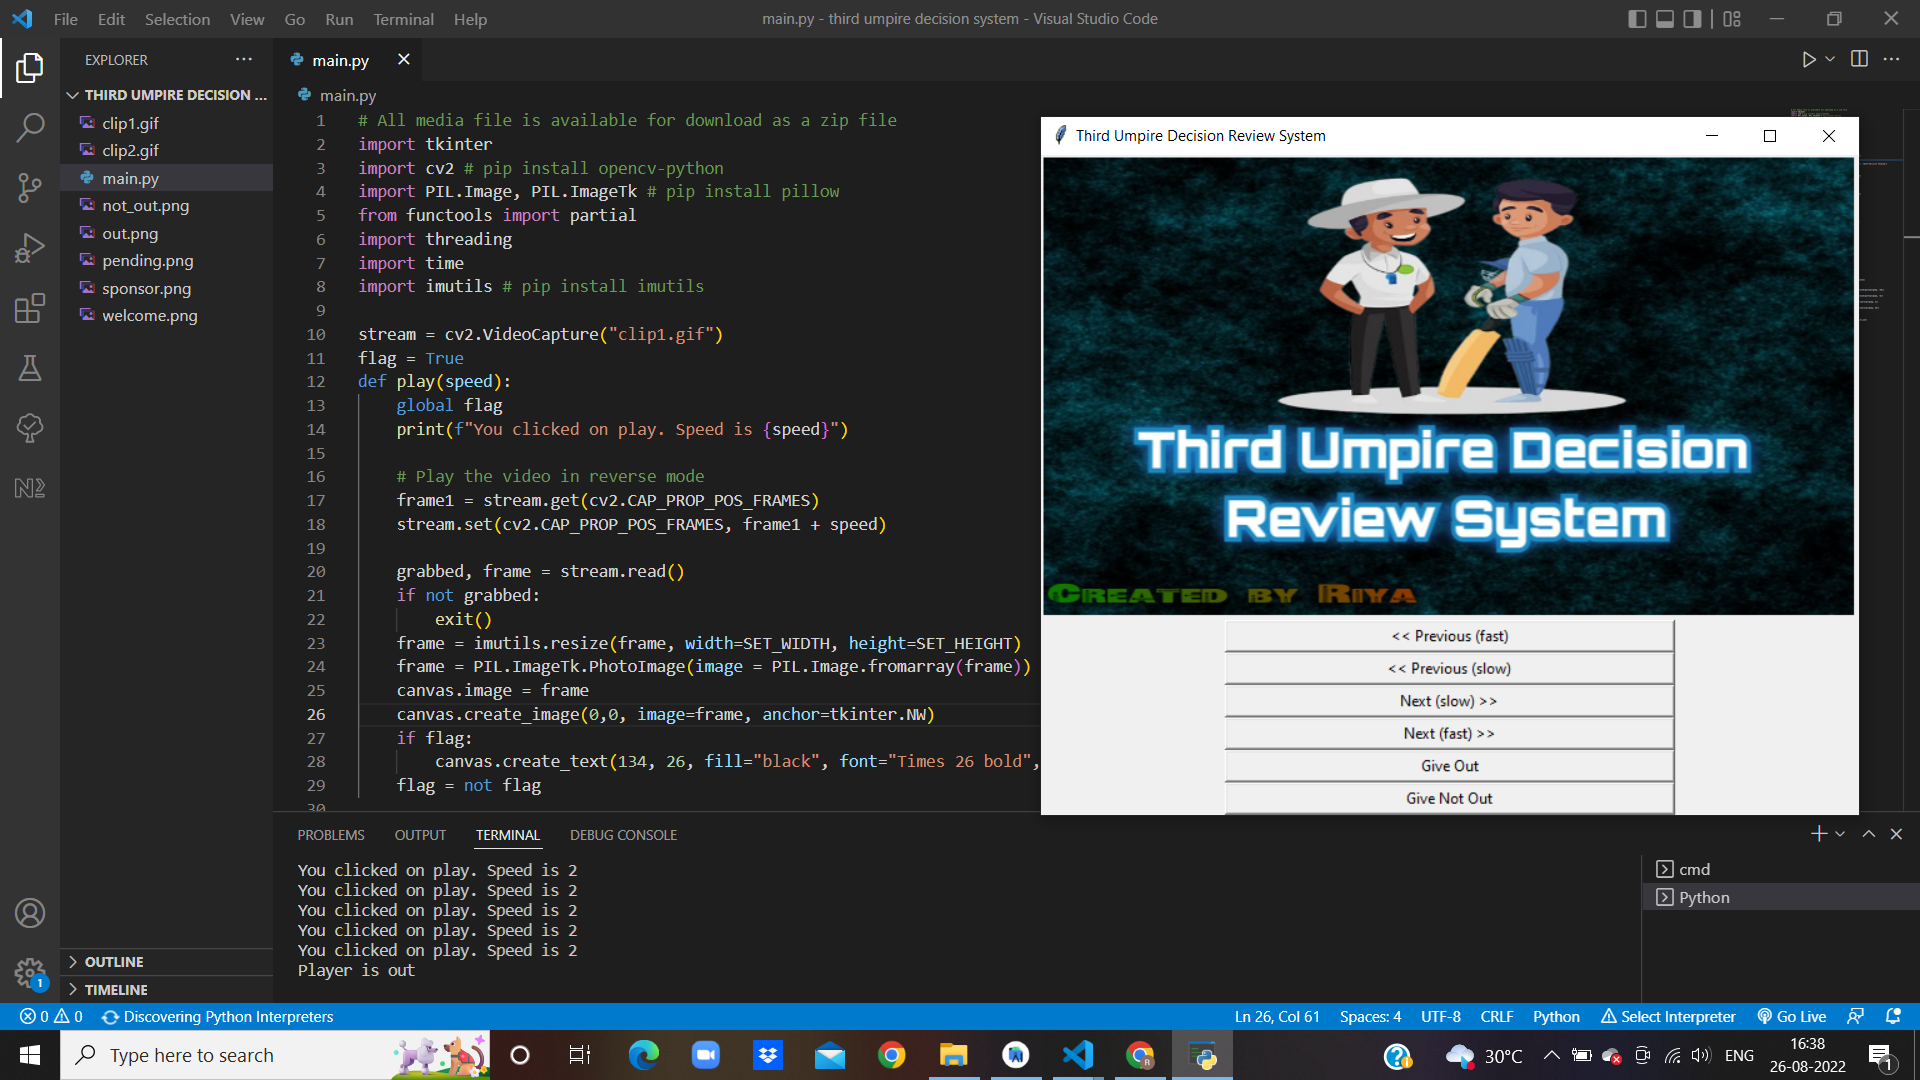 File Edit Selection View Go Run Terminal Help
main.py - third umpire decision system - Visual Studio Code
EXPLORER
THIRD UMPIRE DECISION ...
clip1.gif
clip2.gif
main.py
not_out.png
out.png
pending.png
sponsor.png
welcome.png
OUTLINE
TIMELINE
main.py
main.py
1 # All media file is available for download as a zip file
2 import tkinter
3 import cv2 # pip install opencv-python
4 import PIL.Image, PIL.ImageTk # pip install pillow
5 from functools import partial
6 import threading
7 import time
8 import imutils # pip install imutils
9
10 stream = cv2.VideoCapture("clip1.gif")
11 flag = True
12 def play(speed):
13 global flag
14 print(f"You clicked on play. Speed is {speed}")
15
16 # Play the video in reverse mode
17 frame1 = stream.get(cv2.CAP_PROP_POS_FRAMES)
18 stream.set(cv2.CAP_PROP_POS_FRAMES, frame1 + speed)
19
20 grabbed, frame = stream.read()
21 if not grabbed:
22 exit()
23 frame = imutils.resize(frame, width=SET_WIDTH, height=SET_HEIGHT)
24 frame = PIL.ImageTk.PhotoImage(image = PIL.Image.fromarray(frame))
25 canvas.image = frame
26 canvas.create_image(0,0, image=frame, anchor=tkinter.NW)
27 if flag:
28 canvas.create_text(134, 26, fill="black", font="Times 26 bold",
29 flag = not flag
30
Third Umpire Decision Review System
Third Umpire Decision
Review System
Created by Riya
<< Previous (fast)
<< Previous (slow)
Next (slow) >>
Next (fast) >>
Give Out
Give Not Out
PROBLEMS OUTPUT TERMINAL DEBUG CONSOLE
You clicked on play. Speed is 2
You clicked on play. Speed is 2
You clicked on play. Speed is 2
You clicked on play. Speed is 2
You clicked on play. Speed is 2
Player is out
cmd
Python
1
0 0 Discovering Python Interpreters
Ln 26, Col 61 Spaces: 4 UTF-8 CRLF Python Select Interpreter Go Live
Type here to search
30°C ENG
16:38
26-08-2022
1